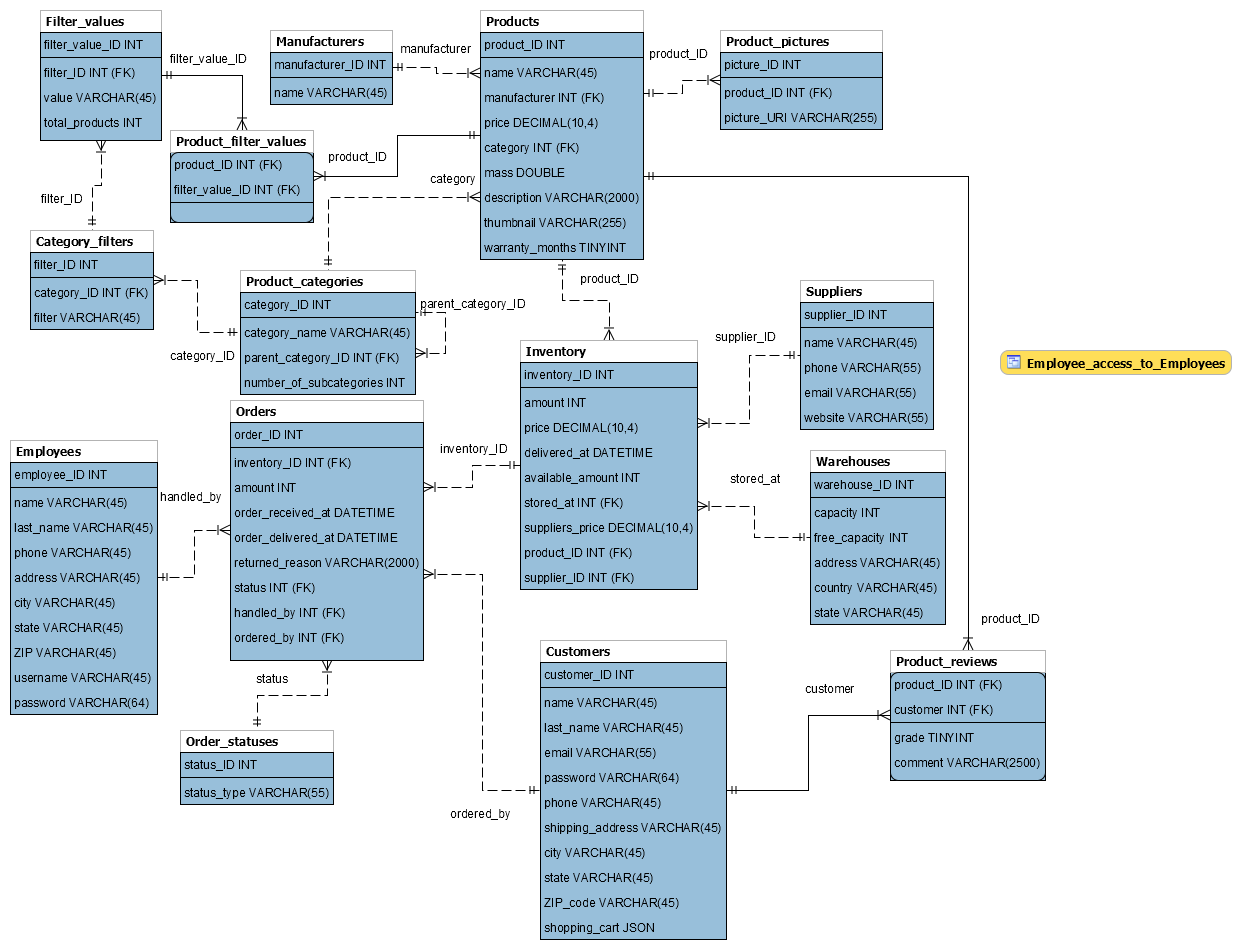 Filter_values
filter_value_ID INT
filter_ID INT (FK)
value VARCHAR(45)
total_products INT
filter_value_ID
Manufacturers
manufacturer_ID INT
name VARCHAR(45)
manufacturer
Products
product_ID INT
name VARCHAR(45)
manufacturer INT (FK)
price DECIMAL(10,4)
category INT (FK)
mass DOUBLE
description VARCHAR(2000)
thumbnail VARCHAR(255)
warranty_months TINYINT
product_ID
Product_pictures
picture_ID INT
product_ID INT (FK)
picture_URI VARCHAR(255)
Product_filter_values
product_ID INT (FK)
filter_value_ID INT (FK)
product_ID
category
filter_ID
Category_filters
filter_ID INT
category_ID INT (FK)
filter VARCHAR(45)
category_ID
Product_categories
category_ID INT
category_name VARCHAR(45)
parent_category_ID INT (FK)
number_of_subcategories INT
parent_category_ID
product_ID
Inventory
inventory_ID INT
amount INT
price DECIMAL(10,4)
delivered_at DATETIME
available_amount INT
stored_at INT (FK)
suppliers_price DECIMAL(10,4)
product_ID INT (FK)
supplier_ID INT (FK)
supplier_ID
Suppliers
supplier_ID INT
name VARCHAR(45)
phone VARCHAR(55)
email VARCHAR(55)
website VARCHAR(55)
Employee_access_to_Employees
Orders
order_ID INT
inventory_ID INT (FK)
amount INT
order_received_at DATETIME
order_delivered_at DATETIME
returned_reason VARCHAR(2000)
status INT (FK)
handled_by INT (FK)
ordered_by INT (FK)
inventory_ID
Employees
employee_ID INT
name VARCHAR(45)
last_name VARCHAR(45)
phone VARCHAR(45)
address VARCHAR(45)
city VARCHAR(45)
state VARCHAR(45)
ZIP VARCHAR(45)
username VARCHAR(45)
password VARCHAR(64)
handled_by
stored_at
Warehouses
warehouse_ID INT
capacity INT
free_capacity INT
address VARCHAR(45)
country VARCHAR(45)
state VARCHAR(45)
product_ID
status
Order_statuses
status_ID INT
status_type VARCHAR(55)
ordered_by
Customers
customer_ID INT
name VARCHAR(45)
last_name VARCHAR(45)
email VARCHAR(55)
password VARCHAR(64)
phone VARCHAR(45)
shipping_address VARCHAR(45)
city VARCHAR(45)
state VARCHAR(45)
ZIP_code VARCHAR(45)
shopping_cart JSON
customer
Product_reviews
product_ID INT (FK)
customer INT (FK)
grade TINYINT
comment VARCHAR(2500)